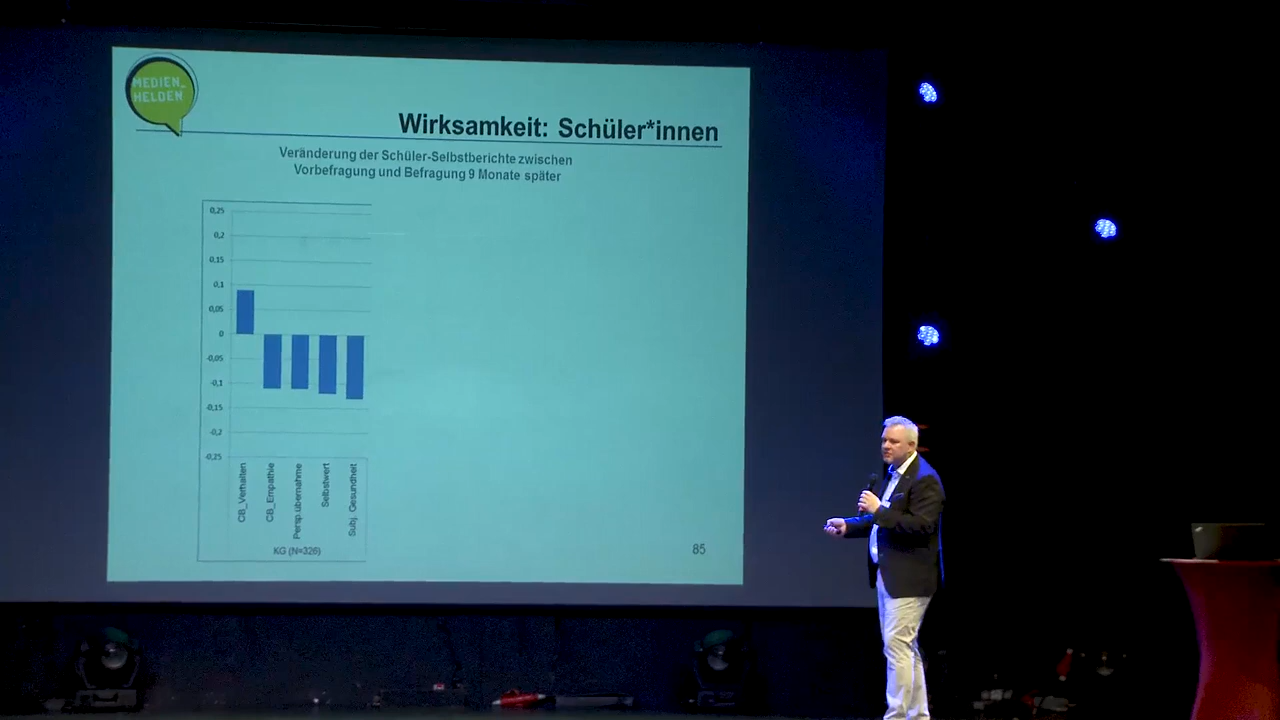 MEDIEN_
HELDEN
Wirksamkeit: Schüler*innen
Veränderung der Schüler-Selbstberichte zwischen
Vorbefragung und Befragung 9 Monate später
0,25
0,2
0,15
0,1
0,05
0
-0,05
-0,1
-0,15
-0,2
-0,25
CB_Verhalten
CB_Empathie
Persp.übernahme
Selbstwert
Subj. Gesundheit
KG (N=326)
85